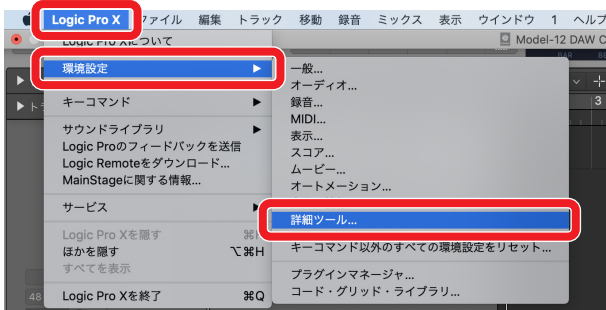 Logic Pro X ファイル 編集 トラック 移動 録音 ミックス 表示 ウインドウ 1 ヘルプ
Logic Pro Xについて
Model-12 DAW C
環境設定
一般...
オーディオ...
キーコマンド
録音...
3
MIDI...
サウンドライブラリ
表示...
Logic Proのフィードバックを送信
スコア...
Logic Remoteをダウンロード...
ムービー...
MainStageに関する情報...
オートメーション...
サービス
詳細ツール...
Logic Pro Xを隠す
ほかを隠す ⌥⌘H
キーコマンド以外のすべての環境設定をリセット...
すべてを表示
プラグインマネージャ...
48
Logic Pro Xを終了 ⌘Q
コード・グリッド・ライブラリ...